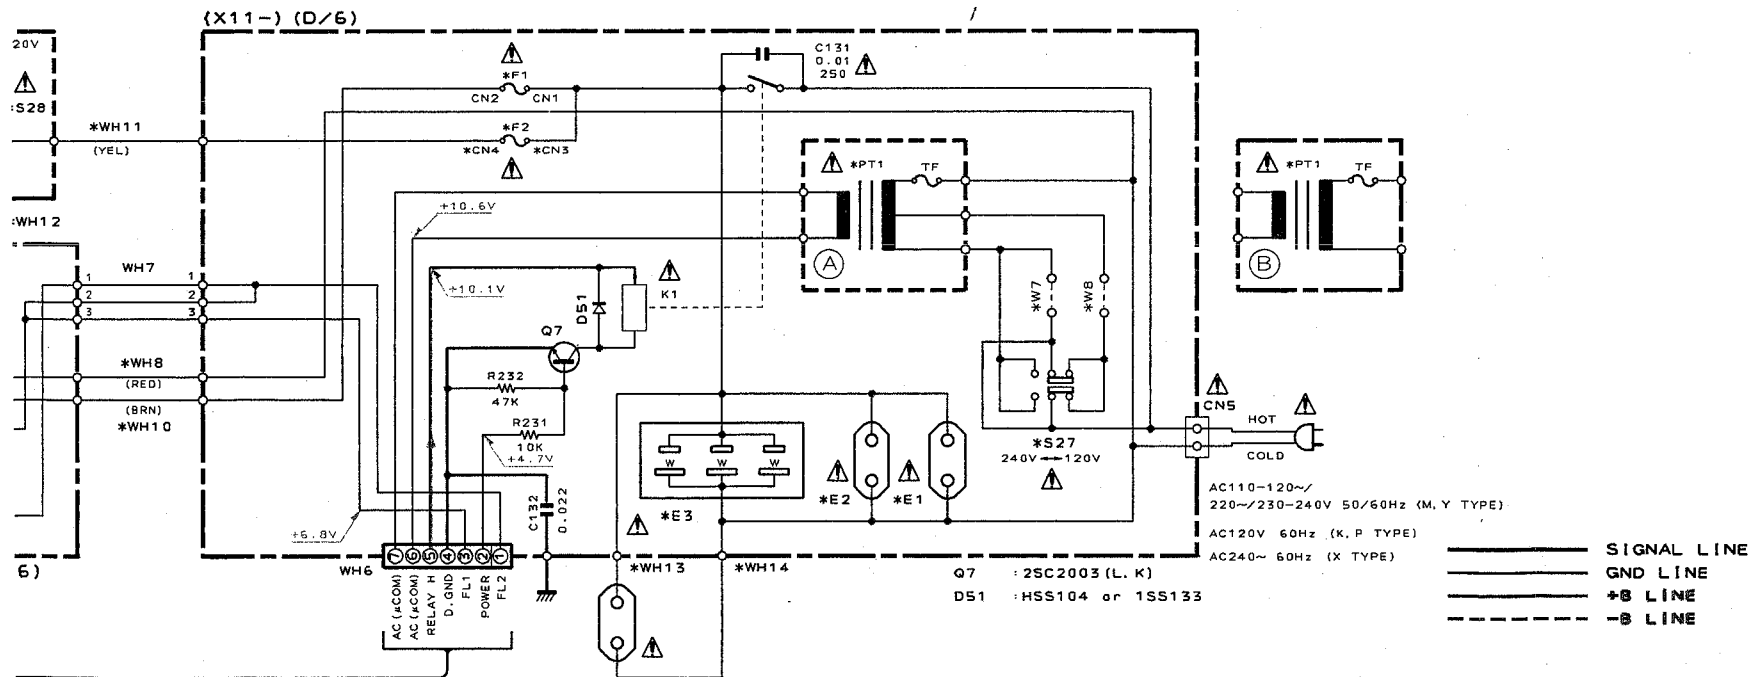 (X11-) (D/6)
20V
:S28
*WH11
(YEL)
*F1
CN2 CN1
*F2
*CN4 *CN3
C131
0.01
250
*PT1 TF
A
*PT1 TF
B
:WH12
+10.6V
WH7
1 1
2 2
3 3
+10.1V
K1
D51
Q7
*W7
*W8
*WH8
(RED)
(BRN)
*WH10
R232
47K
R231
10K
+4.7V
C132
0.022
+6.8V
W W W
*E3
*E2
*E1
*S27
240V ↔ 120V
CN5
HOT
COLD
AC110-120~/
220~/230-240V 50/60Hz (M,Y TYPE)
AC120V 60Hz (K,P TYPE)
AC240~ 60Hz (X TYPE)
6)
WH6
7 6 5 4 3 2 1
AC (μCOM)
AC (μCOM)
RELAY H
D.GND
FL1
POWER
FL2
*WH13
*WH14
Q7 :2SC2003(L,K)
D51 :HSS104 or 1SS133
SIGNAL LINE
GND LINE
+B LINE
-B LINE